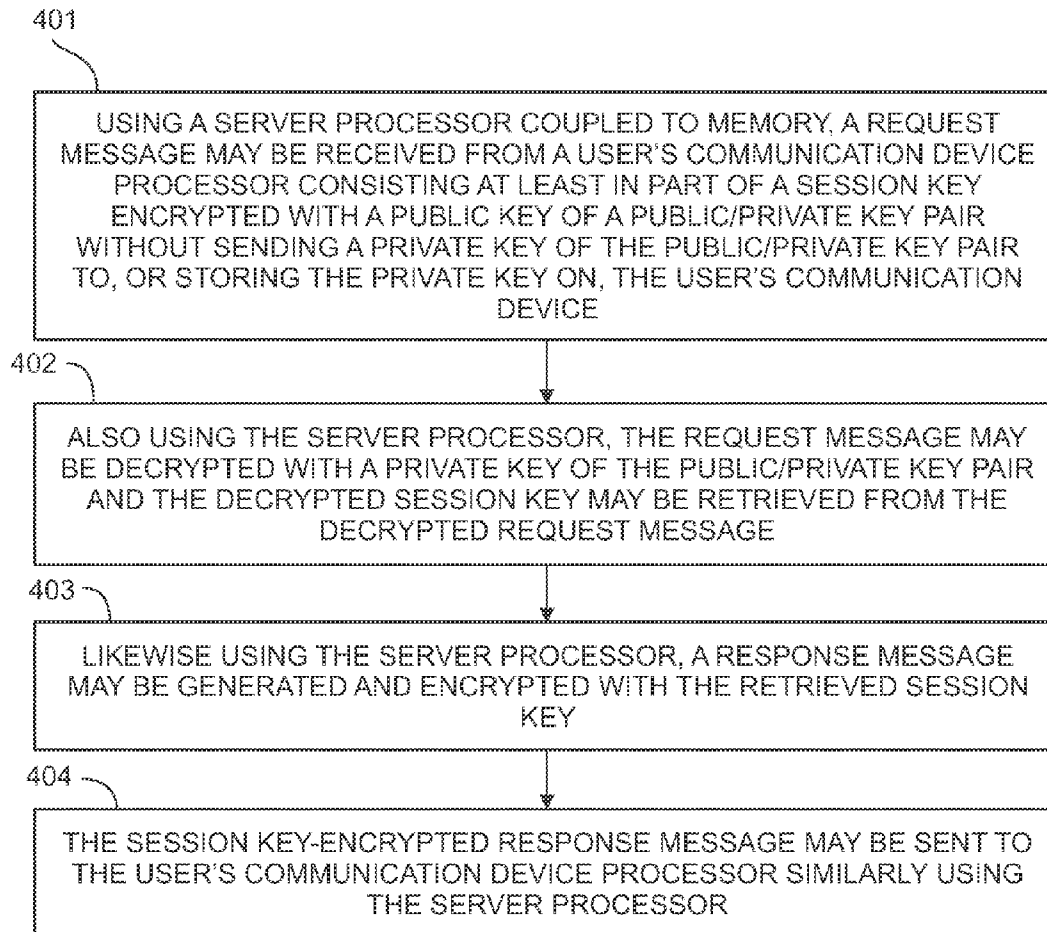 401
USING A SERVER PROCESSOR COUPLED TO MEMORY, A REQUEST
MESSAGE MAY BE RECEIVED FROM A USER'S COMMUNICATION DEVICE
PROCESSOR CONSISTING AT LEAST IN PART OF A SESSION KEY
ENCRYPTED WITH A PUBLIC KEY OF A PUBLIC/PRIVATE KEY PAIR
WITHOUT SENDING A PRIVATE KEY OF THE PUBLIC/PRIVATE KEY PAIR
TO, OR STORING THE PRIVATE KEY ON, THE USER'S COMMUNICATION
DEVICE
402
ALSO USING THE SERVER PROCESSOR, THE REQUEST MESSAGE MAY
BE DECRYPTED WITH A PRIVATE KEY OF THE PUBLIC/PRIVATE KEY PAIR
AND THE DECRYPTED SESSION KEY MAY BE RETRIEVED FROM THE
DECRYPTED REQUEST MESSAGE
403
LIKEWISE USING THE SERVER PROCESSOR, A RESPONSE MESSAGE
MAY BE GENERATED AND ENCRYPTED WITH THE RETRIEVED SESSION
KEY
404
THE SESSION KEY-ENCRYPTED RESPONSE MESSAGE MAY BE SENT TO
THE USER'S COMMUNICATION DEVICE PROCESSOR SIMILARLY USING
THE SERVER PROCESSOR